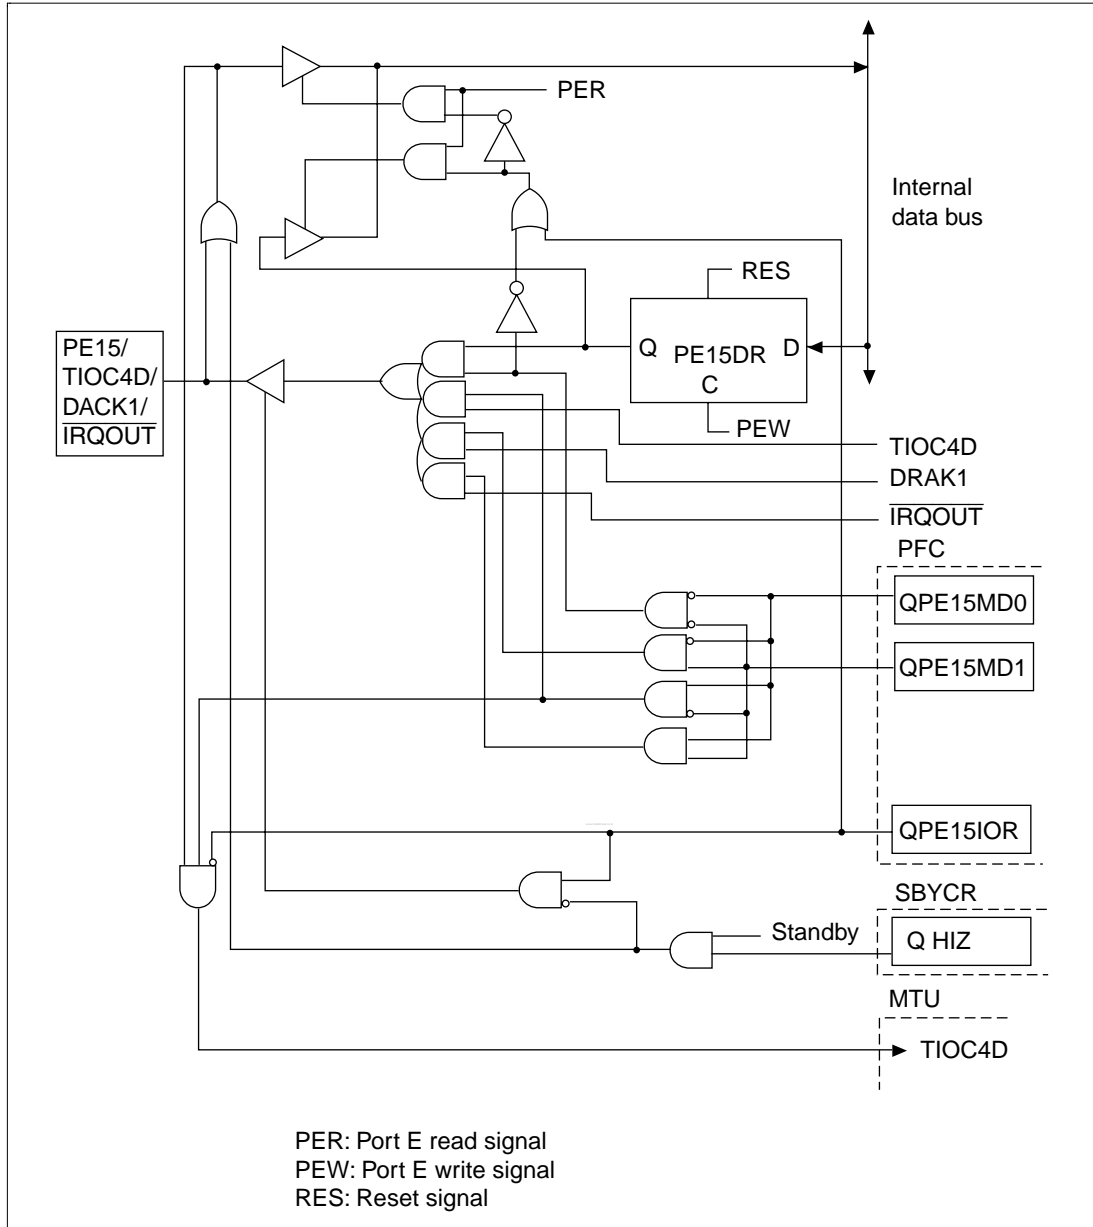 PER
Internal
data bus
RES
PE15/
TIOC4D/
DACK1/
IRQOUT
Q PE15DR D
C
PEW
TIOC4D
DRAK1
IRQOUT
PFC
QPE15MD0
QPE15MD1
QPE15IOR
SBYCR
Standby
Q HIZ
MTU
TIOC4D
PER: Port E read signal
PEW: Port E write signal
RES: Reset signal